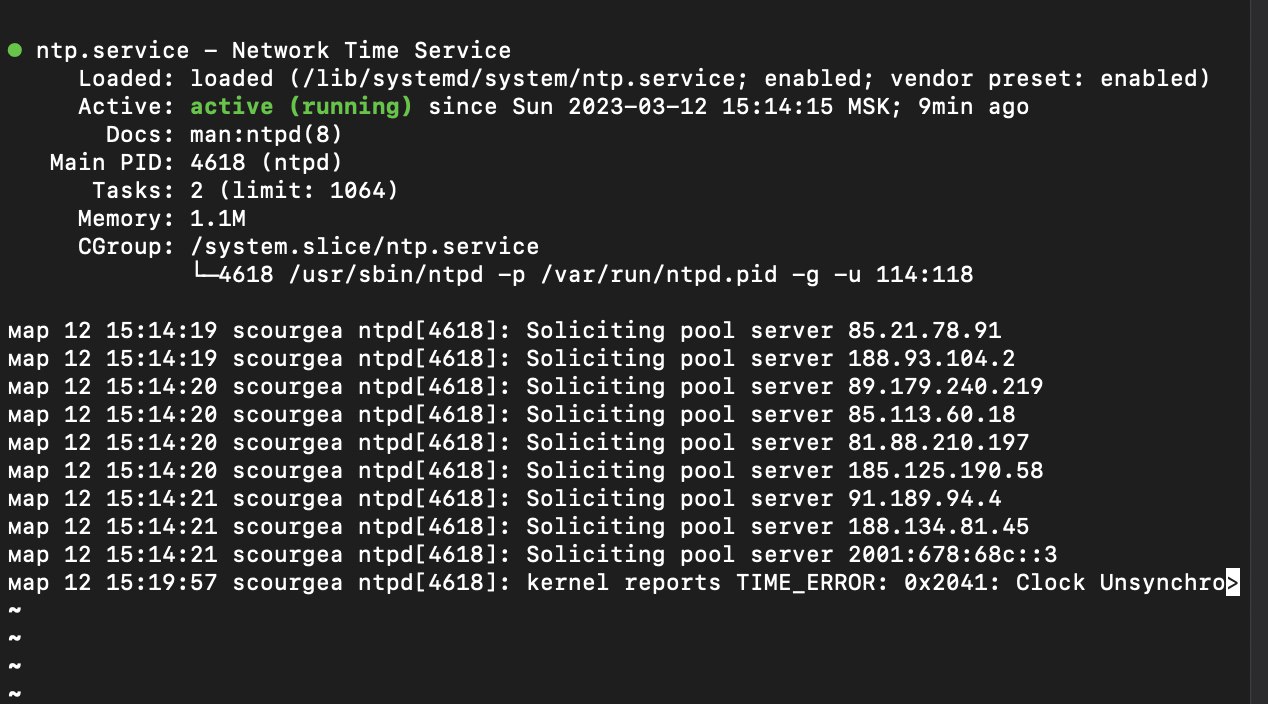 ● ntp.service – Network Time Service
Loaded: loaded (/lib/systemd/system/ntp.service; enabled; vendor preset: enabled)
Active: active (running) since Sun 2023-03-12 15:14:15 MSK; 9min ago
Docs: man:ntpd(8)
Main PID: 4618 (ntpd)
Tasks: 2 (limit: 1064)
Memory: 1.1M
CGroup: /system.slice/ntp.service
└─4618 /usr/sbin/ntpd -p /var/run/ntpd.pid -g -u 114:118
мар 12 15:14:19 scourgea ntpd[4618]: Soliciting pool server 85.21.78.91
мар 12 15:14:19 scourgea ntpd[4618]: Soliciting pool server 188.93.104.2
мар 12 15:14:20 scourgea ntpd[4618]: Soliciting pool server 89.179.240.219
мар 12 15:14:20 scourgea ntpd[4618]: Soliciting pool server 85.113.60.18
мар 12 15:14:20 scourgea ntpd[4618]: Soliciting pool server 81.88.210.197
мар 12 15:14:20 scourgea ntpd[4618]: Soliciting pool server 185.125.190.58
мар 12 15:14:21 scourgea ntpd[4618]: Soliciting pool server 91.189.94.4
мар 12 15:14:21 scourgea ntpd[4618]: Soliciting pool server 188.134.81.45
мар 12 15:14:21 scourgea ntpd[4618]: Soliciting pool server 2001:678:68c::3
мар 12 15:19:57 scourgea ntpd[4618]: kernel reports TIME_ERROR: 0x2041: Clock Unsynchro>
~
~
~
~